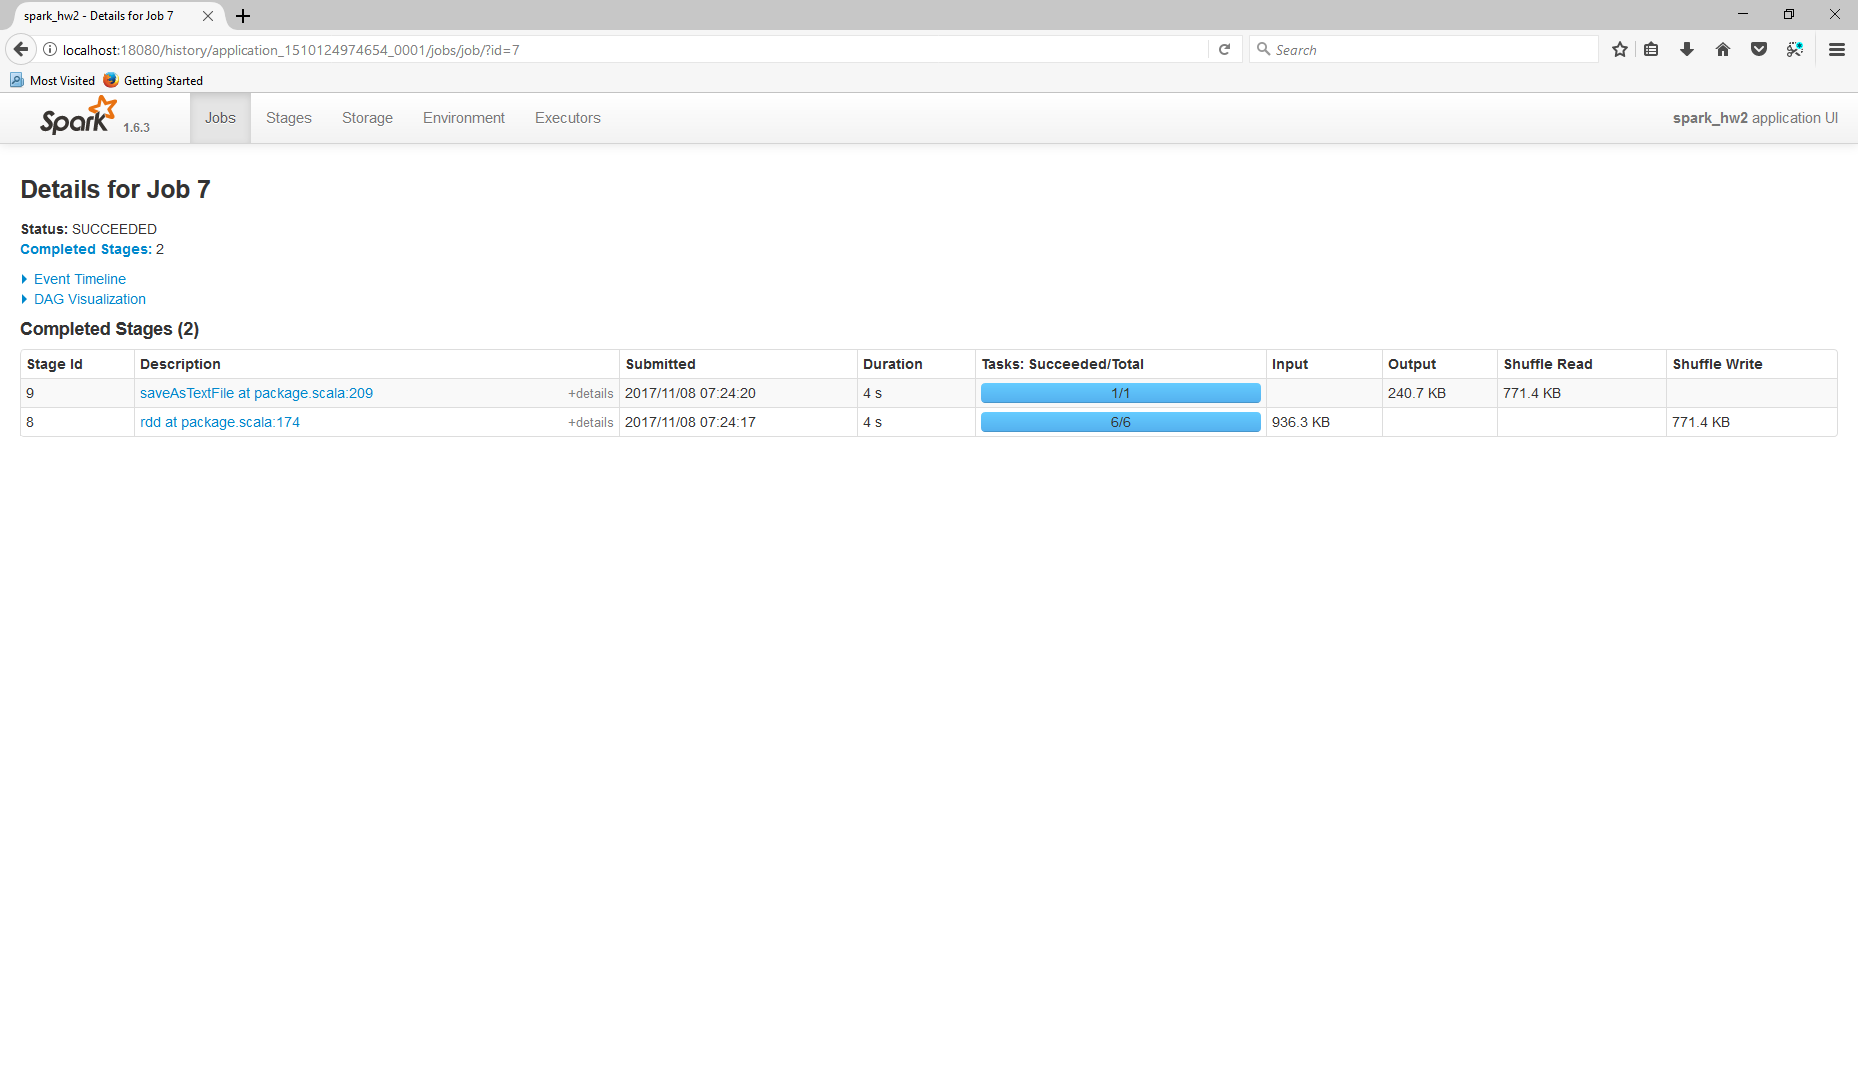 spark_hw2 - Details for Job 7
localhost:18080/history/application_1510124974654_0001/jobs/job/?id=7
Search
Most Visited Getting Started
Spark 1.6.3 Jobs Stages Storage Environment Executors spark_hw2 application UI
Details for Job 7
Status: SUCCEEDED
Completed Stages: 2
Event Timeline
DAG Visualization
Completed Stages (2)
Stage Id Description Submitted Duration Tasks: Succeeded/Total Input Output Shuffle Read Shuffle Write
9 saveAsTextFile at package.scala:209 +details 2017/11/08 07:24:20 4 s 1/1 240.7 KB 771.4 KB
8 rdd at package.scala:174 +details 2017/11/08 07:24:17 4 s 6/6 936.3 KB 771.4 KB